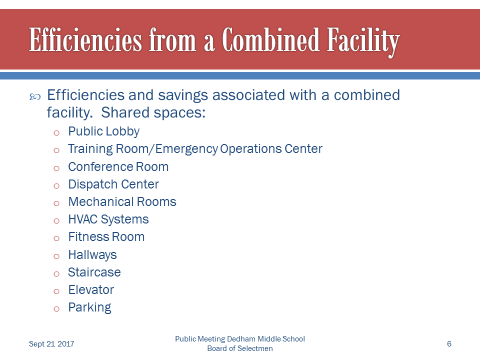 Efficiencies from a Combined Facility
Efficiencies and savings associated with a combined
facility. Shared spaces:
Public Lobby
Training Room/Emergency Operations Center
Conference Room
Dispatch Center
Mechanical Rooms
HVAC Systems
Fitness Room
Hallways
Staircase
Elevator
Parking
Sept 21 2017
Public Meeting Dedham Middle School
Board of Selectmen
6